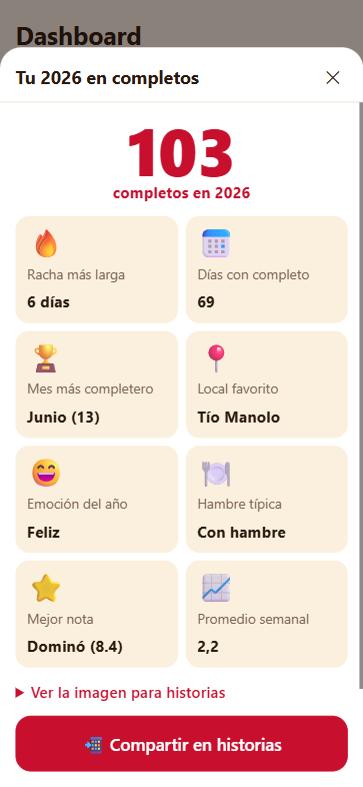 Dashboard
Tu 2026 en completos
103
completos en 2026
Racha más larga
6 días
Días con completo
69
Mes más completero
Junio (13)
Local favorito
Tío Manolo
Emoción del año
Feliz
Hambre típica
Con hambre
Mejor nota
Dominó (8.4)
Promedio semanal
2,2
Ver la imagen para historias
Compartir en historias